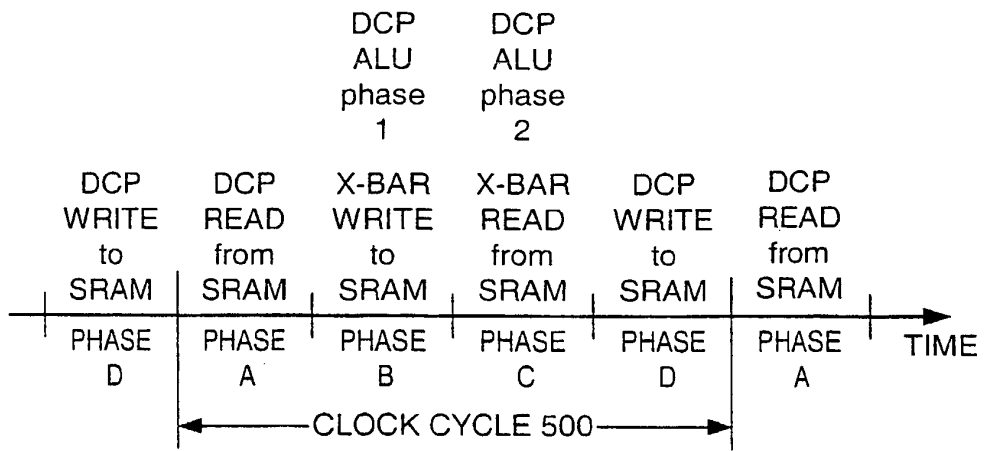 DCP DCP
ALU ALU
phase phase
1 2
DCP DCP X-BAR X-BAR DCP DCP
WRITE READ WRITE READ WRITE READ
to from to from to from
SRAM SRAM SRAM SRAM SRAM SRAM
PHASE PHASE PHASE PHASE PHASE PHASE TIME
D A B C D A
CLOCK CYCLE 500